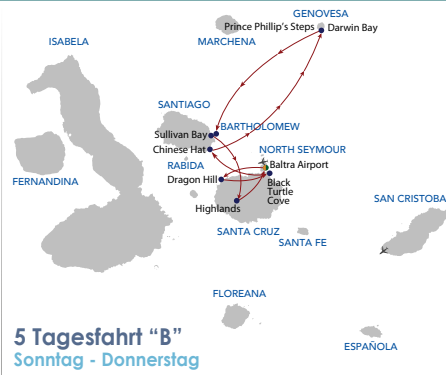 GENOVESA
Prince Phillip's Steps Darwin Bay
ISABELA
MARCHENA
SANTIAGO
BARTHOLOMEW
Sullivan Bay
Chinese Hat
NORTH SEYMOUR
RABIDA
Baltra Airport
Dragon Hill
Black
Turtle
Cove
FERNANDINA
Highlands
SAN CRISTOBA
SANTA CRUZ
SANTA FE
FLOREANA
5 Tagesfahrt “B”
ESPAÑOLA
Sonntag - Donnerstag